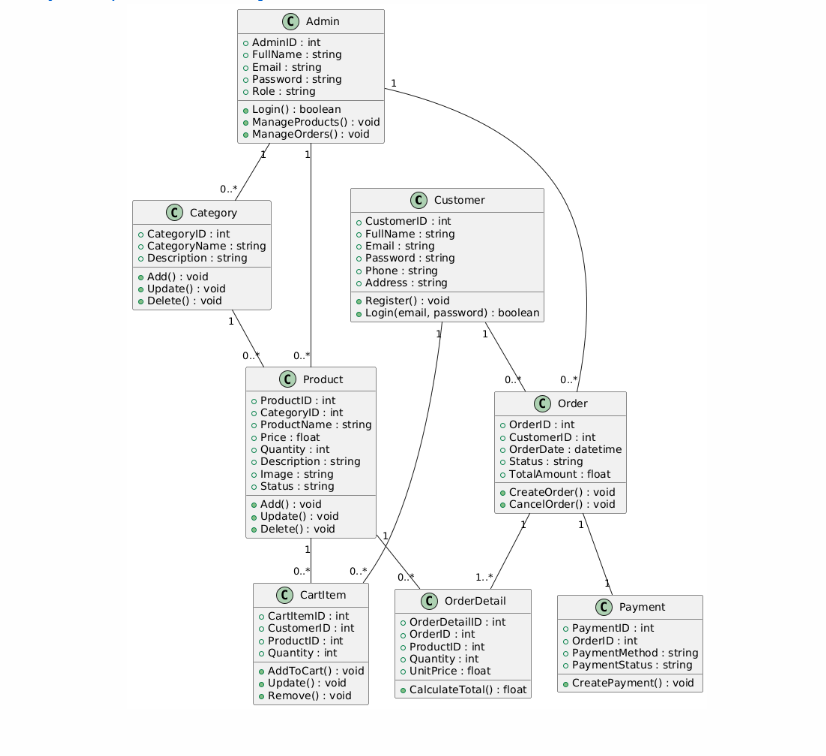 C Admin
AdminID : int
FullName : string
Email : string
Password : string
Role : string
Login() : boolean
ManageProducts() : void
ManageOrders() : void
1
1
1
0..*
C Category
CategoryID : int
CategoryName : string
Description : string
Add() : void
Update() : void
Delete() : void
C Customer
CustomerID : int
FullName : string
Email : string
Password : string
Phone : string
Address : string
Register() : void
Login(email, password) : boolean
1
1
1
0..*
0..*
0..*
0..*
C Product
ProductID : int
CategoryID : int
ProductName : string
Price : float
Quantity : int
Description : string
Image : string
Status : string
Add() : void
Update() : void
Delete() : void
C Order
OrderID : int
CustomerID : int
OrderDate : datetime
Status : string
TotalAmount : float
CreateOrder() : void
CancelOrder() : void
1
1
1
1
0..*
0..*
0..*
1..*
1
C CartItem
CartItemID : int
CustomerID : int
ProductID : int
Quantity : int
AddToCart() : void
Update() : void
Remove() : void
C OrderDetail
OrderDetailID : int
OrderID : int
ProductID : int
Quantity : int
UnitPrice : float
CalculateTotal() : float
C Payment
PaymentID : int
OrderID : int
PaymentMethod : string
PaymentStatus : string
CreatePayment() : void